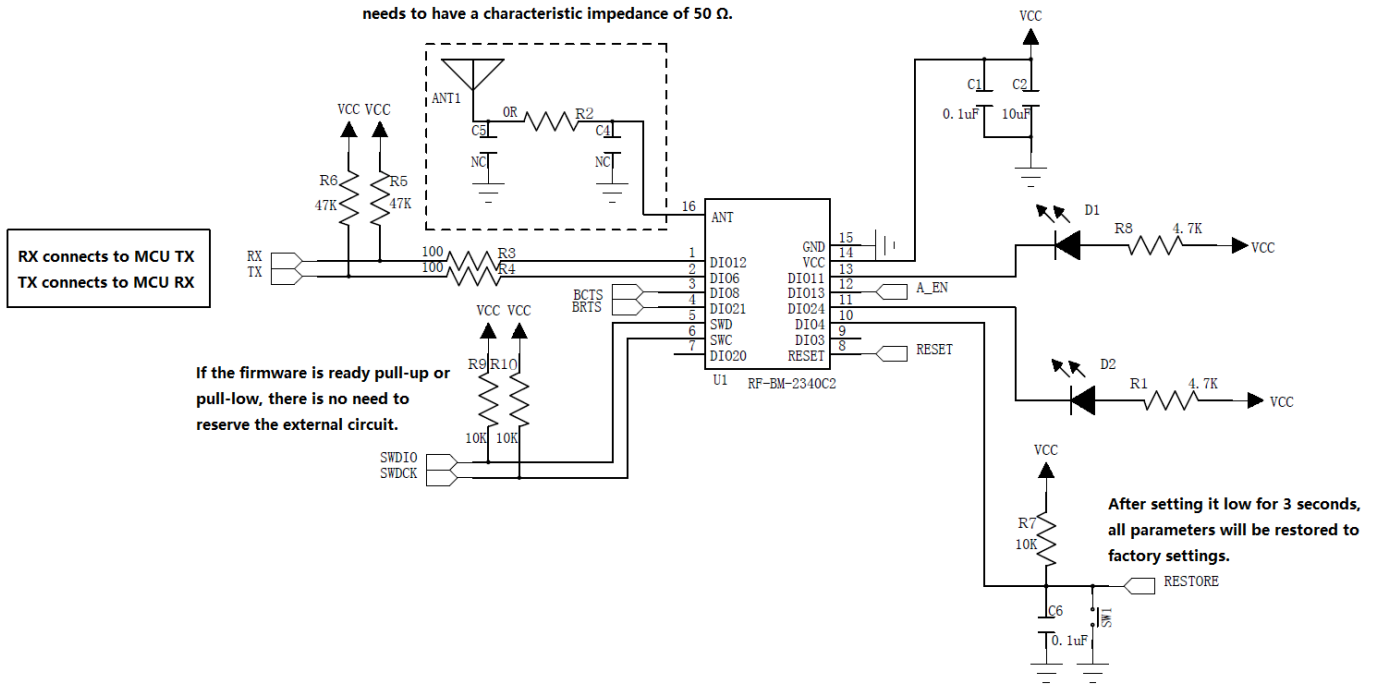 needs to have a characteristic impedance of 50 Ω.
VCC
ANT1
0R
R2
C5
NC
C4
NC
C1
0.1uF
C2
10uF
VCC
VCC
R6
47K
R5
47K
16
ANT
RX connects to MCU TX
TX connects to MCU RX
RX
TX
100
R3
100
R4
1
DIO12
2
DIO6
3
DIO8
4
DIO21
5
SWD
6
SWC
7
DIO20
BCTS
BRTS
GND
15
VCC
14
DIO11
13
DIO13
12
DIO24
11
DIO4
10
DIO3
9
RESET
8
U1
RF-BM-2340C2
A_EN
RESET
D1
R8
4.7K
VCC
D2
R1
4.7K
VCC
VCC
VCC
R9
R10
10K
10K
If the firmware is ready pull-up or
pull-low, there is no need to
reserve the external circuit.
SWDIO
SWDCK
VCC
R7
10K
After setting it low for 3 seconds,
all parameters will be restored to
factory settings.
RESTORE
C6
0.1uF
SW1